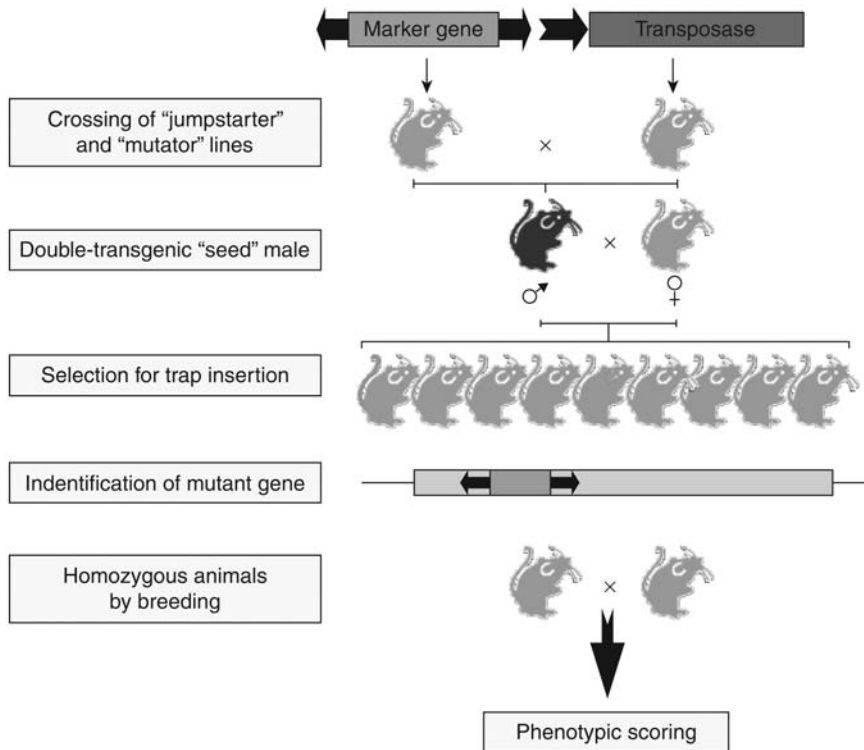 Marker gene
Transposase
Crossing of “jumpstarter”
and “mutator” lines
×
Double-transgenic “seed” male
×
♂
♀
Selection for trap insertion
Indentification of mutant gene
Homozygous animals
by breeding
×
Phenotypic scoring